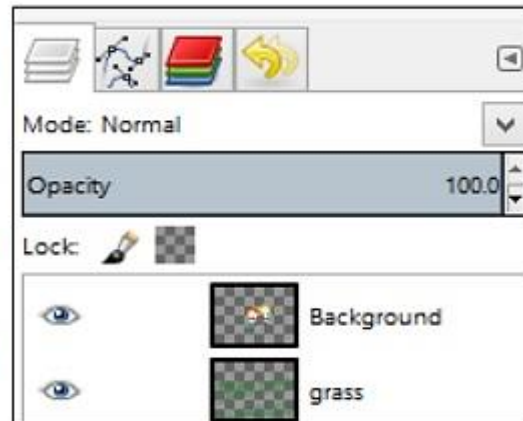 Mode: Normal
Opacity 100.0
Lock:
Background
grass